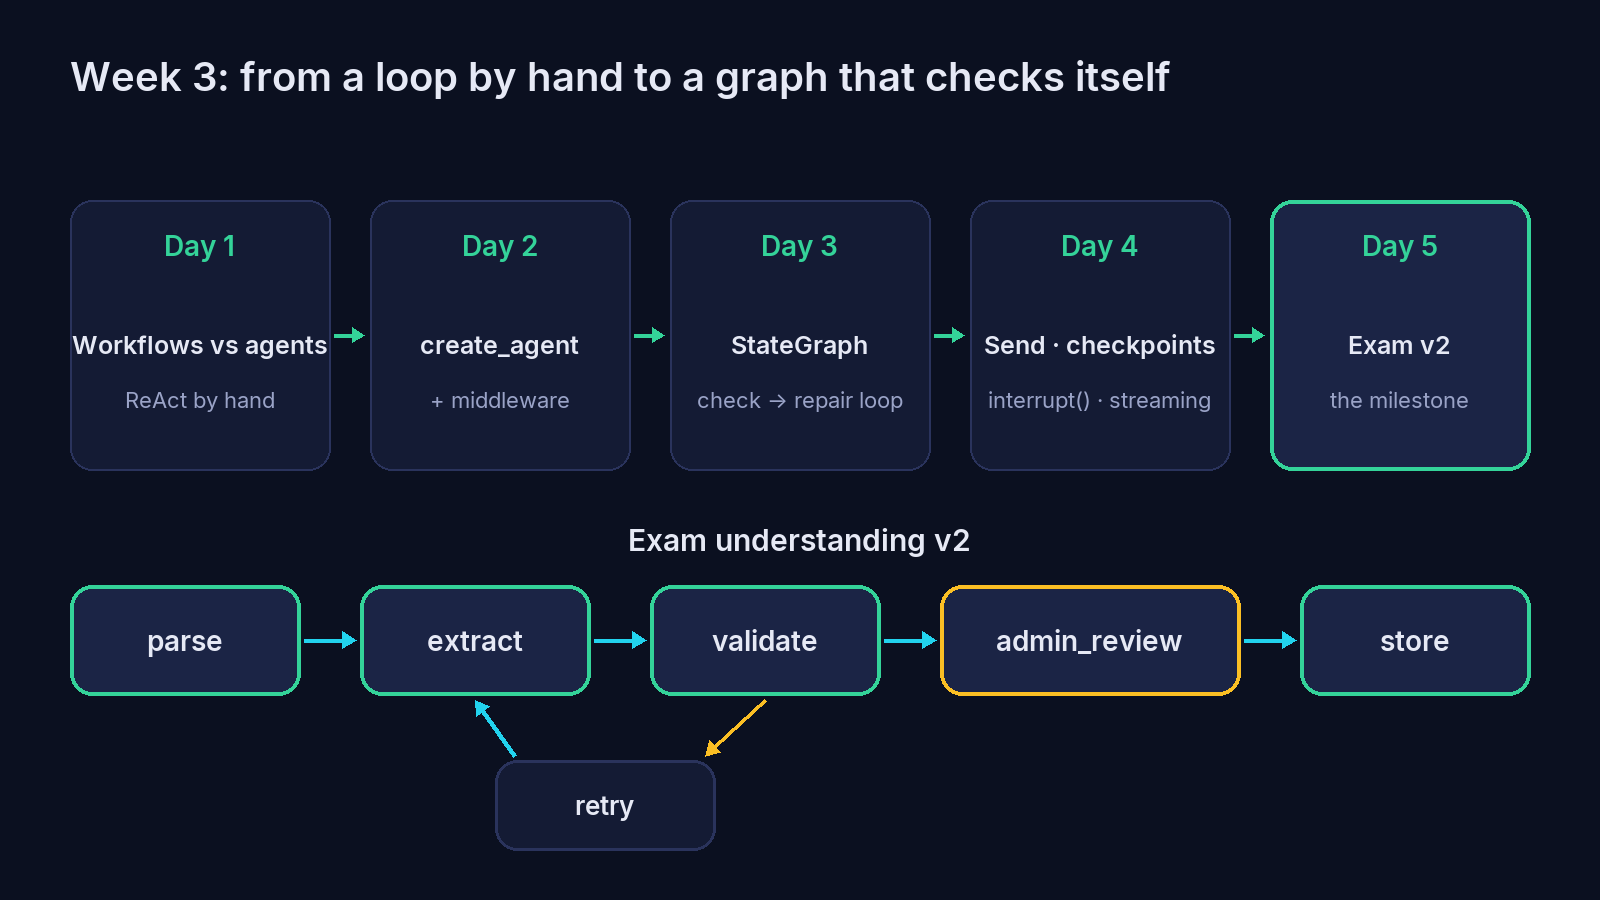 Week 3: from a loop by hand to a graph that checks itself
Day 1
Workflows vs agents
ReAct by hand
Day 2
create_agent
+ middleware
Day 3
StateGraph
check → repair loop
Day 4
Send · checkpoints
interrupt() · streaming
Day 5
Exam v2
the milestone
Exam understanding v2
parse
extract
validate
admin_review
store
retry